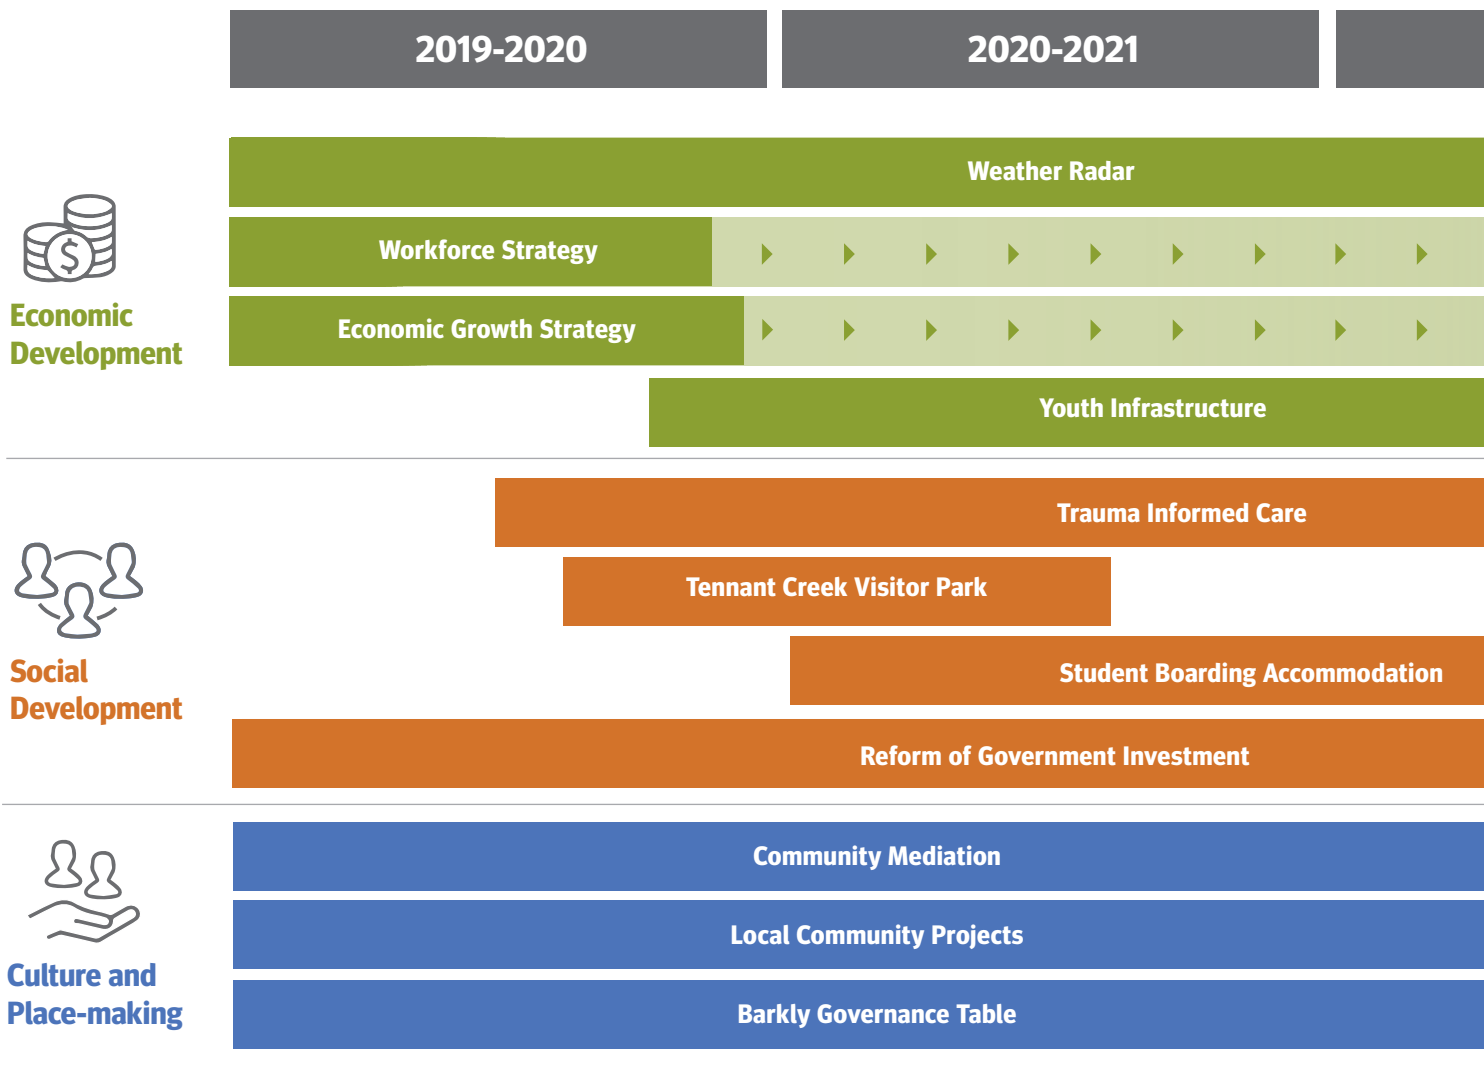 2019-2020
2020-2021
Weather Radar
Workforce Strategy
Economic Growth Strategy
Youth Infrastructure
$
Economic
Development
Trauma Informed Care
Tennant Creek Visitor Park
Student Boarding Accommodation
Reform of Government Investment
Social
Development
Community Mediation
Local Community Projects
Barkly Governance Table
Culture and
Place-making